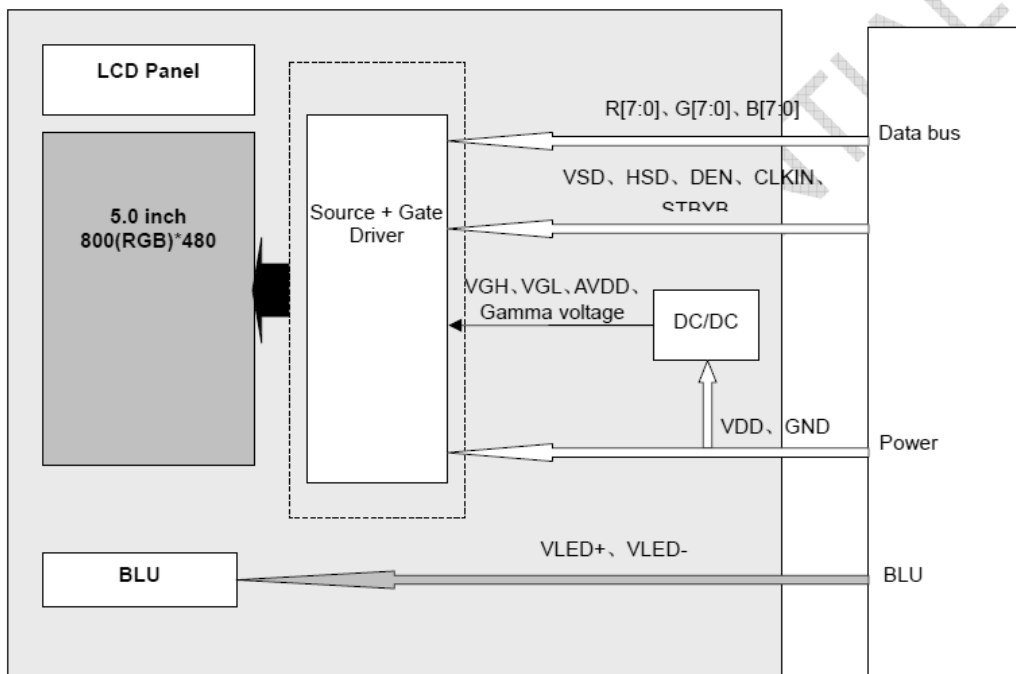 LCD Panel
5.0 inch
800(RGB)*480
Source + Gate
Driver
R[7:0]、G[7:0]、B[7:0]
Data bus
VSD、HSD、DEN、CLKIN、
STBYB
VGH、VGL、AVDD、
Gamma voltage
DC/DC
VDD、GND
Power
VLED+、VLED-
BLU
BLU